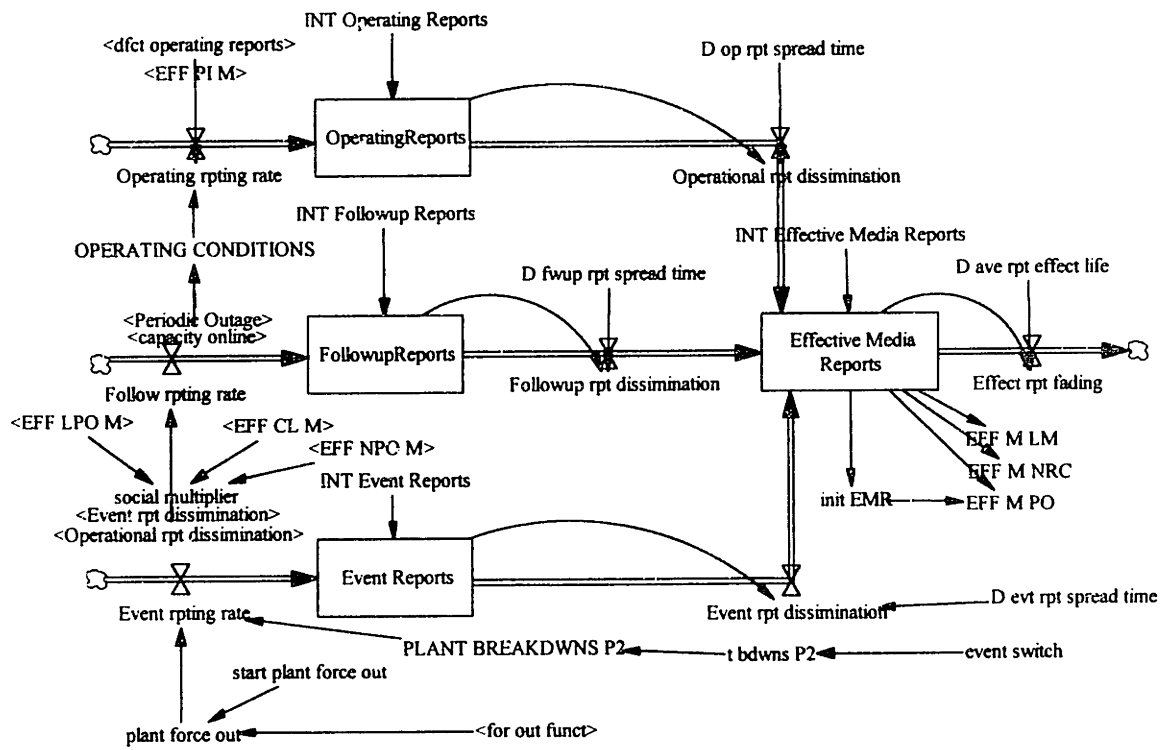 INT Operating Reports
<dfct operating reports>
<EFF PI M>
D op rpt spread time
OperatingReports
Operating rpting rate
Operational rpt dissimination
INT Followup Reports
OPERATING CONDITIONS
INT Effective Media Reports
D fwup rpt spread time
D ave rpt effect life
<Periodic Outage>
<capacity online>
FollowupReports
Effective Media
Reports
Follow rpting rate
Followup rpt dissimination
Effect rpt fading
<EFF LPO M>
<EFF CL M>
<EFF NPO M>
EFF M LM
EFF M NRC
INT Event Reports
social multiplier
init EMR
EFF M PO
<Event rpt dissimination>
<Operational rpt dissimination>
Event Reports
Event rpting rate
Event rpt dissimination
D evt rpt spread time
PLANT BREAKDWNS P2
t bdwns P2
event switch
start plant force out
plant force out
<for out funct>